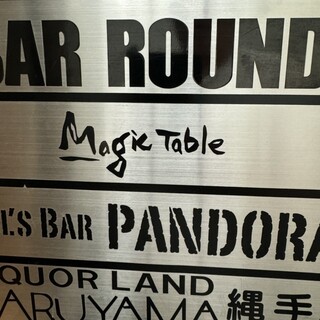 BAR ROUND
Magic Table
L'S BAR PANDORA
QUOR LAND
ARUYAMA 縄手